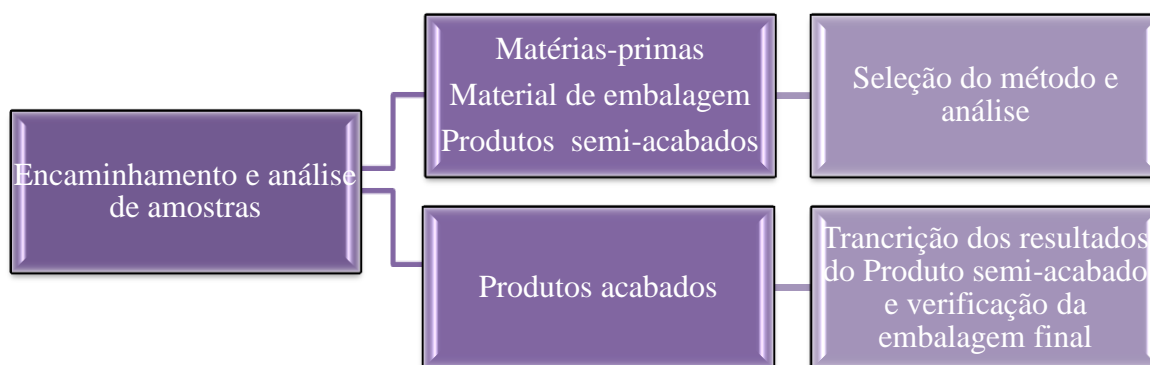 Encaminhamento e análise
de amostras
Matérias-primas
Material de embalagem
Produtos semi-acabados
Seleção do método e
análise
Produtos acabados
Trancrição dos resultados
do Produto semi-acabado
e verificação da
embalagem final